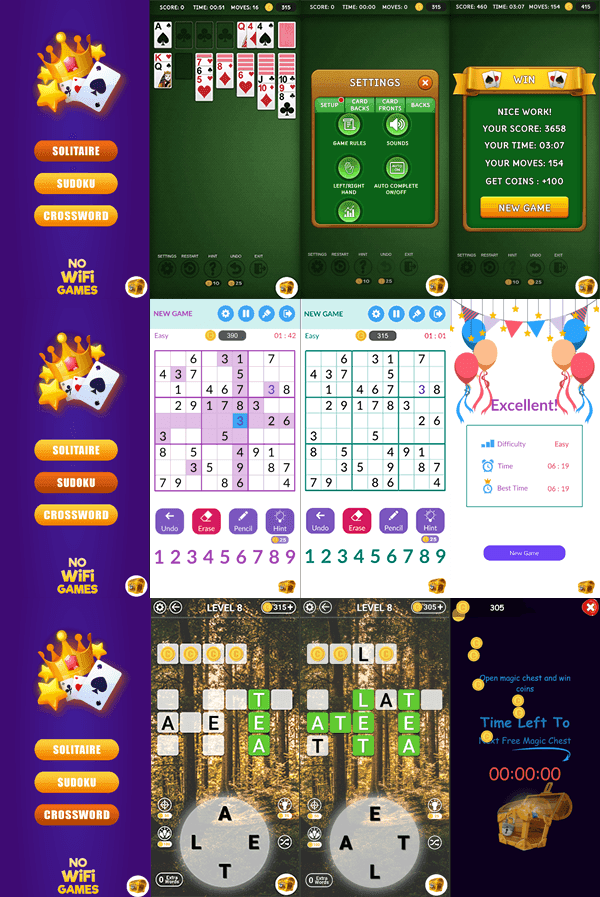 SOLITAIRE
SUDOKU
CROSSWORD
NO
WiFi
GAMES
SCORE: 0 TIME: 00:51 MOVES: 16 315
A Q 4 A
K Q 7 6 5 8 6 J 10 10 9 8
SETTINGS RESTART HINT UNDO EXIT
10 25
SCORE: 0 TIME: 00:00 MOVES: 0 315
SETTINGS
SETUP CARD BACKS CARD FRONTS BACKS
GAME RULES SOUNDS
LEFT/RIGHT HAND AUTO COMPLETE ON/OFF
SETTINGS RESTART HINT UNDO EXIT
10 25
SCORE: 460 TIME: 03:07 MOVES: 154 415
WIN
NICE WORK!
YOUR SCORE: 3658
YOUR TIME: 03:07
YOUR MOVES: 154
GET COINS : +100
NEW GAME
SETTINGS RESTART HINT UNDO EXIT
10 25
SOLITAIRE
SUDOKU
CROSSWORD
NO
WiFi
GAMES
NEW GAME
Easy 390 01 : 42
6 3 1 7
4 3 7 5
1 4 6 7 3 8
2 9 1 7 8 3
3 2 6
3 5
8 5 4 9 1
3 5 9 8 7
7 9 8 6 4
Undo Erase Pencil Hint
25
1 2 3 4 5 6 7 8 9
NEW GAME
Easy 315 01 : 01
6 3 1 7
4 3 7 5
1 4 6 7 3 8
2 9 1 7 8 3
2 6
3 5
8 5 4 9 1
3 5 9 8 7
7 9 8 6 4
Undo Erase Pencil Hint
25
1 2 3 4 5 6 7 8 9
Excellent!
Difficulty Easy
Time 06 : 19
Best Time 06 : 19
New Game
SOLITAIRE
SUDOKU
CROSSWORD
NO
WiFi
GAMES
LEVEL 8 315+
T
A E E
A
A
L E
T
0 Extra Words
LEVEL 8 305+
L
L A T
A T E E E
T T A
E
A T
L
0 Extra Words
305
Open magic chest and win
coins
Time Left To
Next Free Magic Chest
00:00:00